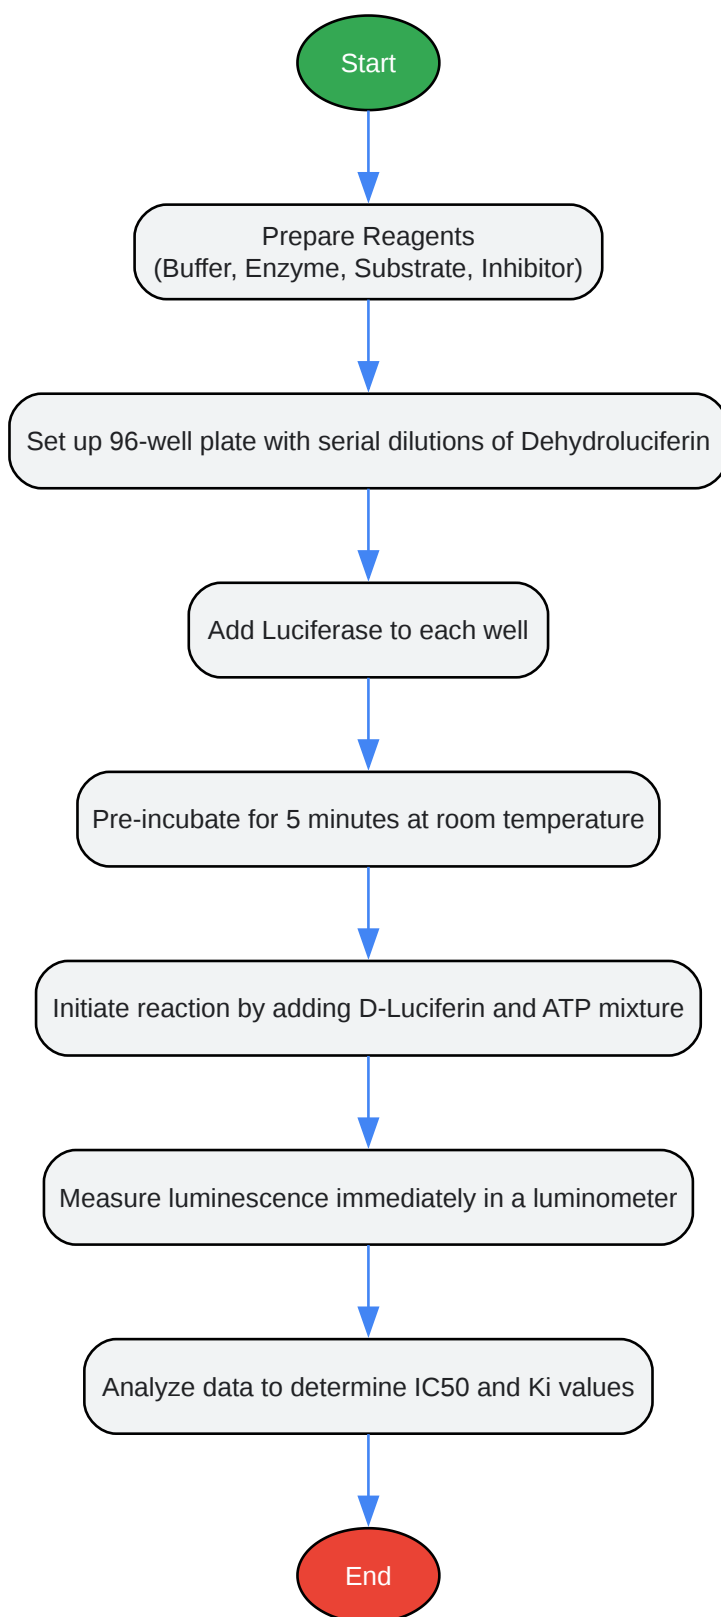 Start
Prepare Reagents
(Buffer, Enzyme, Substrate, Inhibitor)
Set up 96-well plate with serial dilutions of Dehydroluciferin
Add Luciferase to each well
Pre-incubate for 5 minutes at room temperature
Initiate reaction by adding D-Luciferin and ATP mixture
Measure luminescence immediately in a luminometer
Analyze data to determine IC50 and Ki values
End